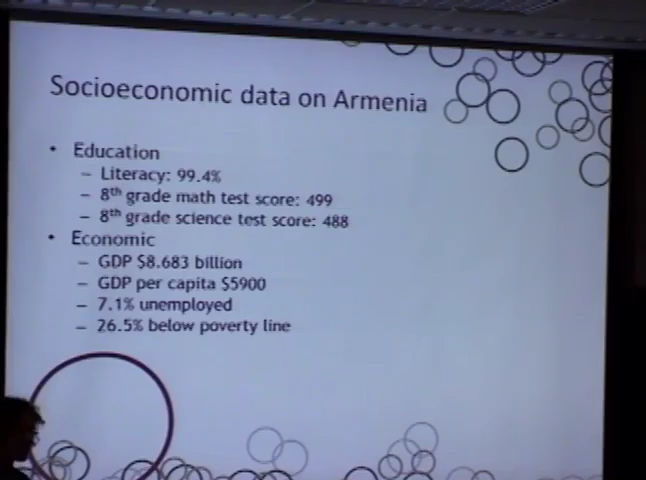 Socioeconomic data on Armenia
• Education
– Literacy: 99.4%
– 8th grade math test score: 499
– 8th grade science test score: 488
• Economic
– GDP $8.683 billion
– GDP per capita $5900
– 7.1% unemployed
– 26.5% below poverty line